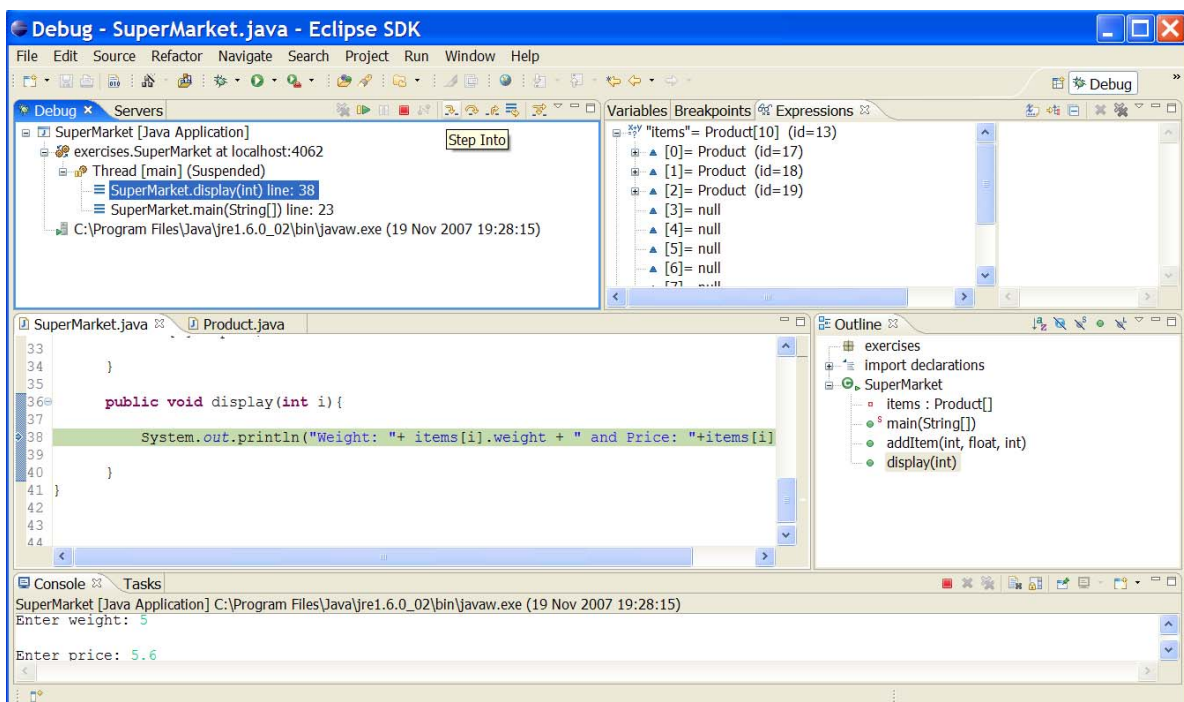 Debug - SuperMarket.java - Eclipse SDK
File Edit Source Refactor Navigate Search Project Run Window Help
Debug
»
Debug Servers
Step Into
SuperMarket [Java Application]
exercises.SuperMarket at localhost:4062
Thread [main] (Suspended)
SuperMarket.display(int) line: 38
SuperMarket.main(String[]) line: 23
C:\Program Files\Java\jre1.6.0_02\bin\javaw.exe (19 Nov 2007 19:28:15)
Variables Breakpoints Expressions
"items"= Product[10] (id=13)
[0]= Product (id=17)
[1]= Product (id=18)
[2]= Product (id=19)
[3]= null
[4]= null
[5]= null
[6]= null
[7]= null
SuperMarket.java Product.java
33
34 }
35
36 public void display(int i){
37
38 System.out.println("Weight: "+ items[i].weight + " and Price: "+items[i]
39
40 }
41 }
42
43
44
Outline
exercises
import declarations
SuperMarket
items : Product[]
main(String[])
addItem(int, float, int)
display(int)
Console Tasks
SuperMarket [Java Application] C:\Program Files\Java\jre1.6.0_02\bin\javaw.exe (19 Nov 2007 19:28:15)
Enter weight: 5
Enter price: 5.6